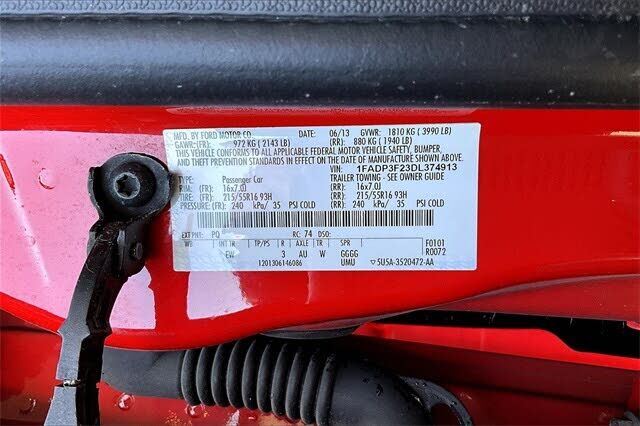 MFD. BY FORD MOTOR CO. DATE: 06/13 GVWR: 1810 KG ( 3990 LB)
GAWR:(FR): 972 KG ( 2143 LB) (RR): 880 KG ( 1940 LB)
THIS VEHICLE CONFORMS TO ALL APPLICABLE FEDERAL MOTOR VEHICLE SAFETY, BUMPER,
AND THEFT PREVENTION STANDARDS IN EFFECT ON THE DATE OF MANUFACTURE SHOWN ABOVE.
VIN: 1FADP3F23DL374913
TYPE: Passenger Car TRAILER TOWING - SEE OWNER GUIDE
RIM: (FR): 16x7.0J (RR): 16x7.0J
TIRE: (FR): 215/55R16 93H (RR): 215/55R16 93H
PRESSURE:(FR): 240 kPa/ 35 PSI COLD (RR): 240 kPa/ 35 PSI COLD
EXT PNT: PQ RC: 74 DSO:
WB INT TR TP/PS R AXLE TR SPR F0101
EW 3 AU W GGGG R0072
1201306146086 UMU ▽5U5A-3520472-AA